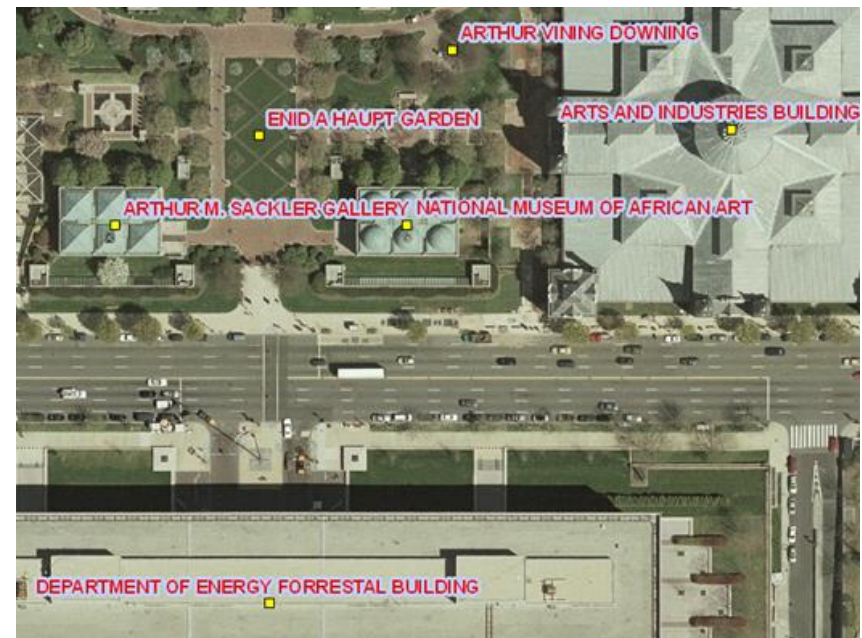 ARTHUR VINING DOWNING
ENID A HAUPT GARDEN
ARTS AND INDUSTRIES BUILDING
ARTHUR M. SACKLER GALLERY
NATIONAL MUSEUM OF AFRICAN ART
DEPARTMENT OF ENERGY FORRESTAL BUILDING